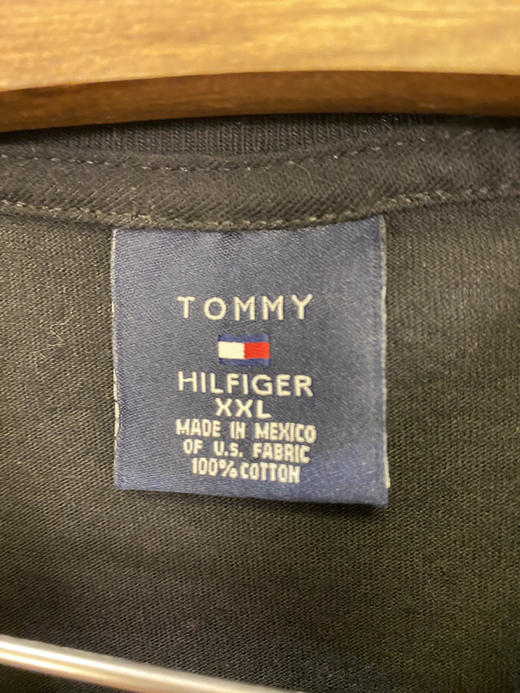 TOMMY
HILFIGER
XXL
MADE IN MEXICO
OF U.S. FABRIC
100% COTTON